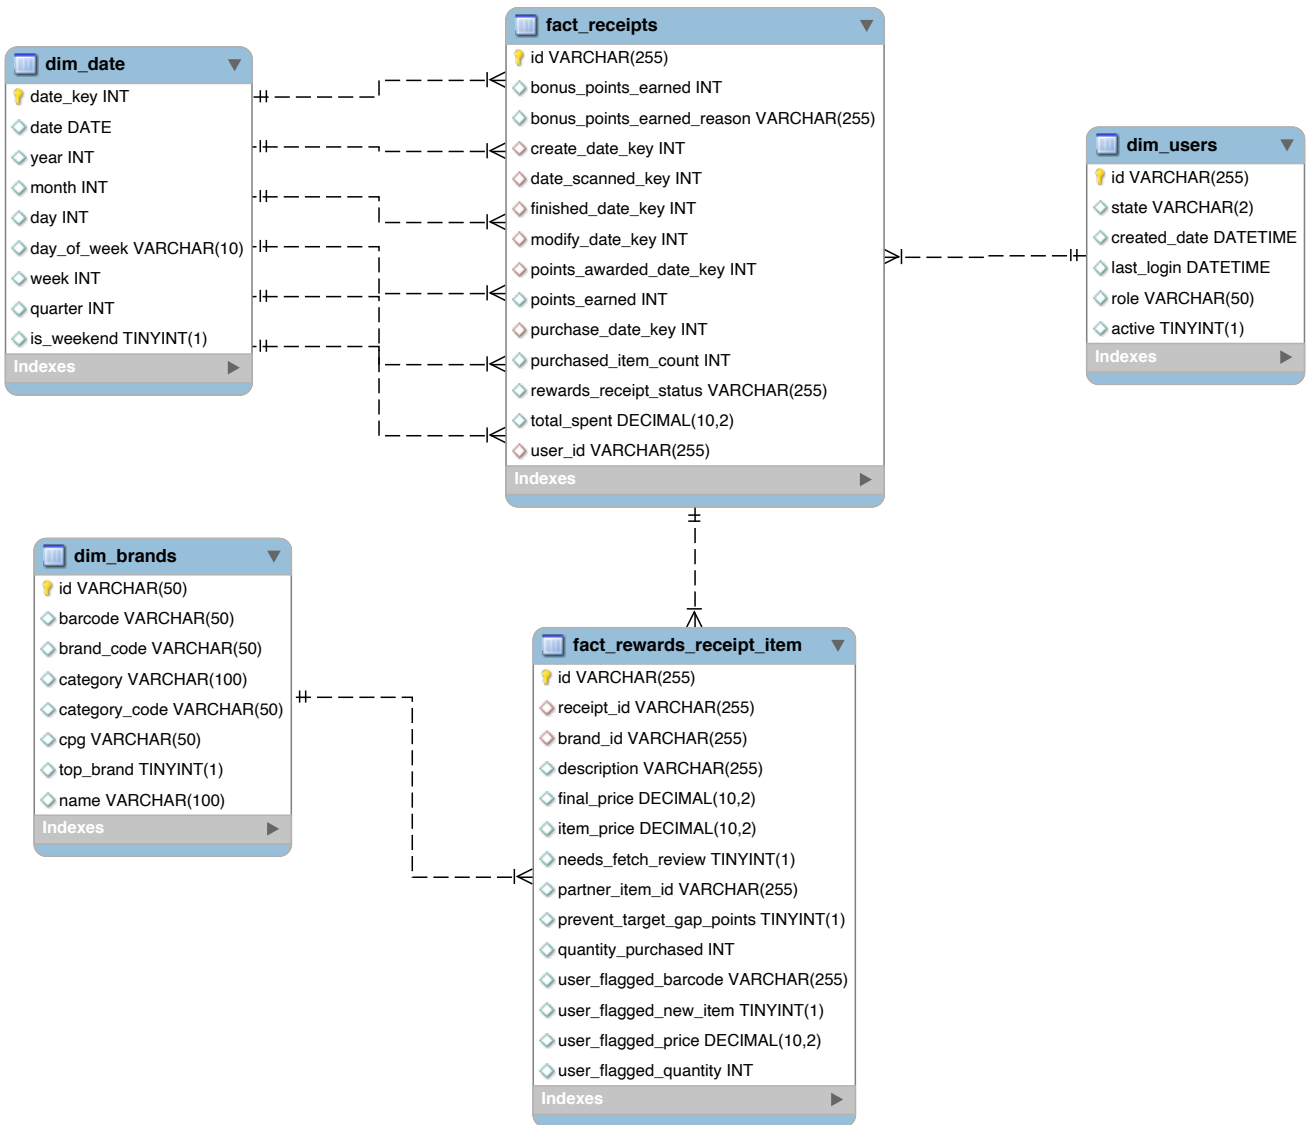 dim_date
date_key INT
date DATE
year INT
month INT
day INT
day_of_week VARCHAR(10)
week INT
quarter INT
is_weekend TINYINT(1)
Indexes
fact_receipts
id VARCHAR(255)
bonus_points_earned INT
bonus_points_earned_reason VARCHAR(255)
create_date_key INT
date_scanned_key INT
finished_date_key INT
modify_date_key INT
points_awarded_date_key INT
points_earned INT
purchase_date_key INT
purchased_item_count INT
rewards_receipt_status VARCHAR(255)
total_spent DECIMAL(10,2)
user_id VARCHAR(255)
Indexes
dim_users
id VARCHAR(255)
state VARCHAR(2)
created_date DATETIME
last_login DATETIME
role VARCHAR(50)
active TINYINT(1)
Indexes
dim_brands
id VARCHAR(50)
barcode VARCHAR(50)
brand_code VARCHAR(50)
category VARCHAR(100)
category_code VARCHAR(50)
cpg VARCHAR(50)
top_brand TINYINT(1)
name VARCHAR(100)
Indexes
fact_rewards_receipt_item
id VARCHAR(255)
receipt_id VARCHAR(255)
brand_id VARCHAR(255)
description VARCHAR(255)
final_price DECIMAL(10,2)
item_price DECIMAL(10,2)
needs_fetch_review TINYINT(1)
partner_item_id VARCHAR(255)
prevent_target_gap_points TINYINT(1)
quantity_purchased INT
user_flagged_barcode VARCHAR(255)
user_flagged_new_item TINYINT(1)
user_flagged_price DECIMAL(10,2)
user_flagged_quantity INT
Indexes